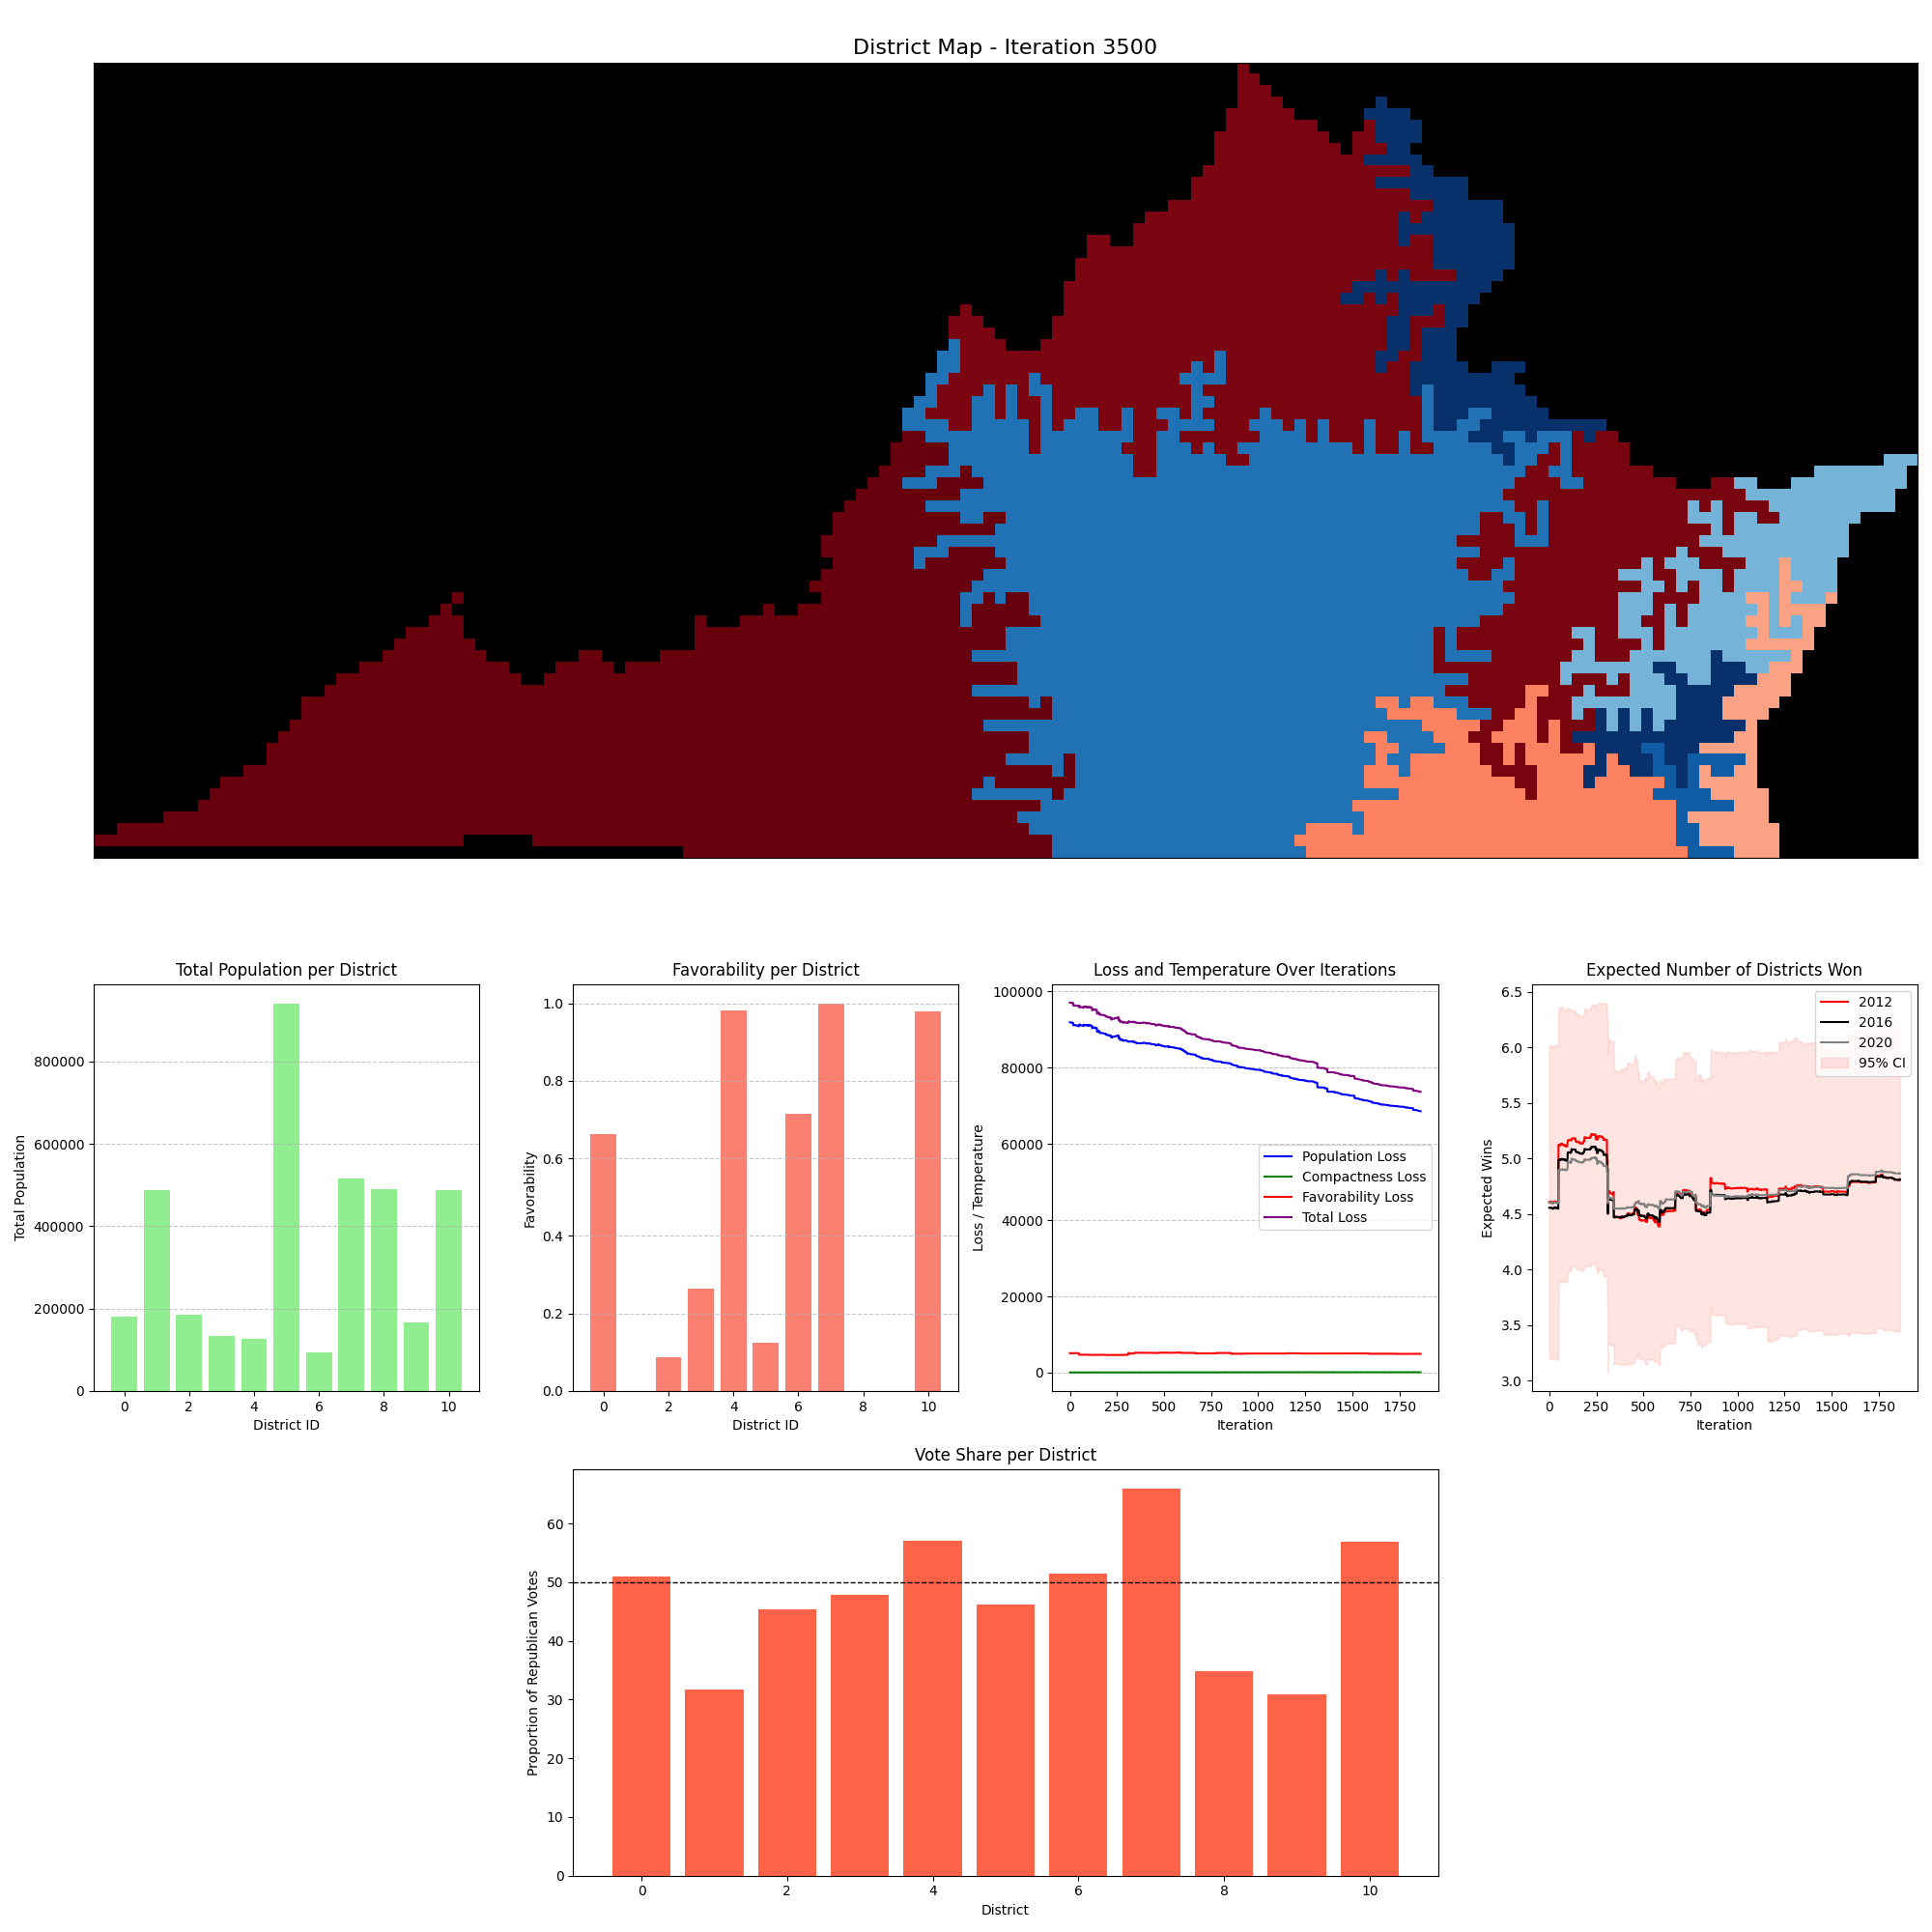 District Map - Iteration 3500
Total Population per District
Total Population
800000
600000
400000
200000
0
0 2 4 6 8 10
District ID
Favorability per District
Favorability
1.0
0.8
0.6
0.4
0.2
0.0
0 2 4 6 8 10
District ID
Loss and Temperature Over Iterations
Loss / Temperature
100000
80000
60000
40000
20000
0
Population Loss
Compactness Loss
Favorability Loss
Total Loss
0 250 500 750 1000 1250 1500 1750
Iteration
Expected Number of Districts Won
Expected Wins
6.5
6.0
5.5
5.0
4.5
4.0
3.5
3.0
2012
2016
2020
95% CI
0 250 500 750 1000 1250 1500 1750
Iteration
Vote Share per District
Proportion of Republican Votes
60
50
40
30
20
10
0
0 2 4 6 8 10
District